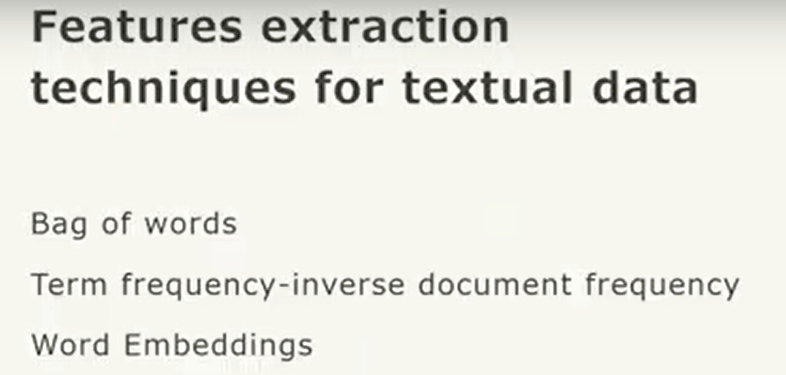 Features extraction
techniques for textual data
Bag of words
Term frequency-inverse document frequency
Word Embeddings